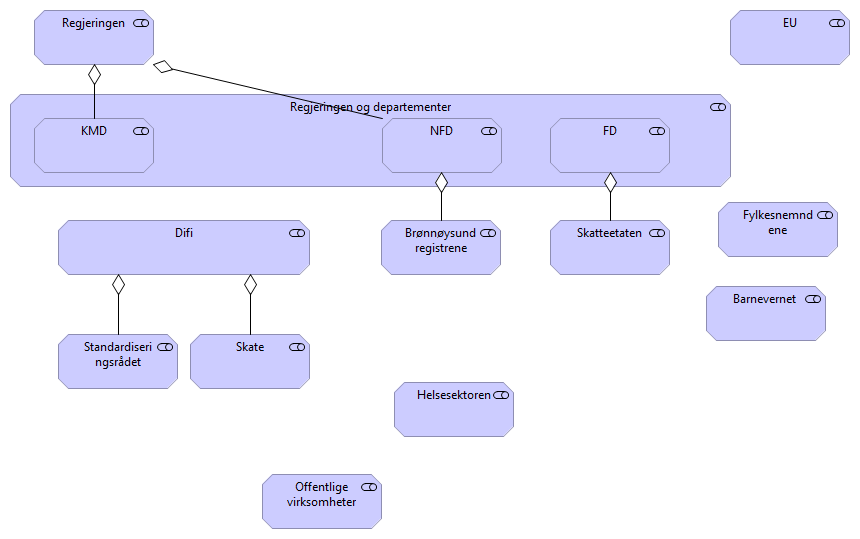 Regjeringen
EU
Regjeringen og departementer
KMD
NFD
FD
Fylkesnemnd
ene
Difi
Brønnøysund
registrene
Skatteetaten
Barnevernet
Standardiseri
ngsrådet
Skate
Helsesektoren
Offentlige
virksomheter